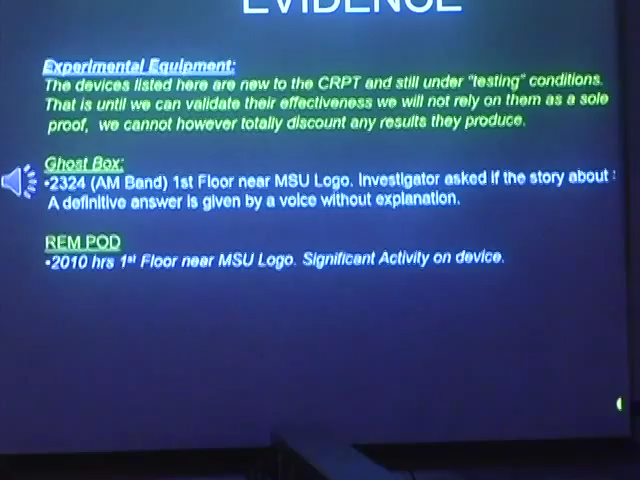 EVIDENCE
Experimental Equipment:
The devices listed here are new to the CRPT and still under "testing" conditions.
That is until we can validate their effectiveness we will not rely on them as a sole
proof, we cannot however totally discount any results they produce.
Ghost Box:
•2324 (AM Band) 1st Floor near MSU Logo. Investigator asked if the story about
A definitive answer is given by a voice without explanation.
REM POD
•2010 hrs 1st Floor near MSU Logo. Significant Activity on device.